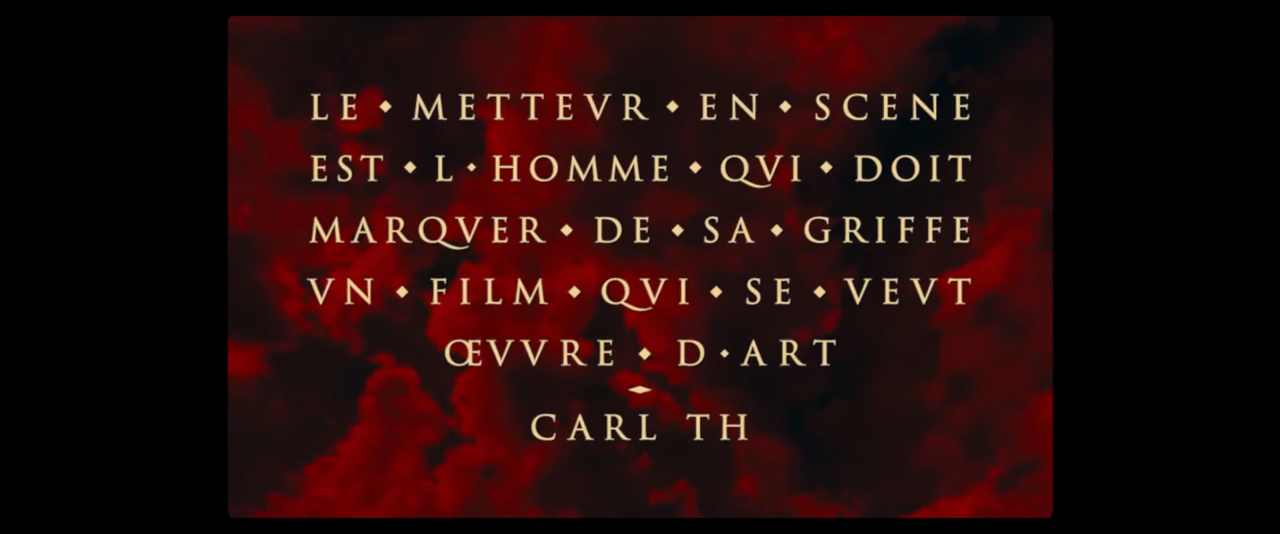 LE ◆ METTEVR ◆ EN ◆ SCENE
EST ◆ L · HOMME ◆ QVI ◆ DOIT
MARQVER ◆ DE ◆ SA ◆ GRIFFE
VN ◆ FILM ◆ QVI ◆ SE ◆ VEVT
ŒVVRE ◆ D · ART
CARL TH